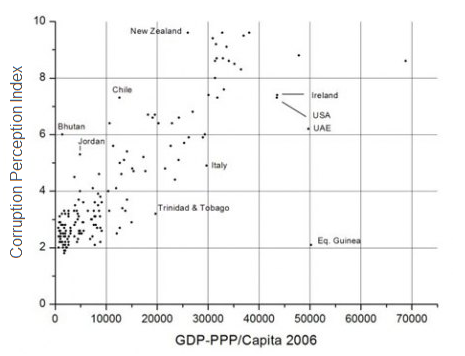 10
8
6
4
2
0
Corruption Perception Index
New Zealand
Chile
Ireland
USA
UAE
Bhutan
Jordan
Italy
Trinidad & Tobago
Eq. Guinea
0
10000
20000
30000
40000
50000
60000
70000
GDP-PPP/Capita 2006